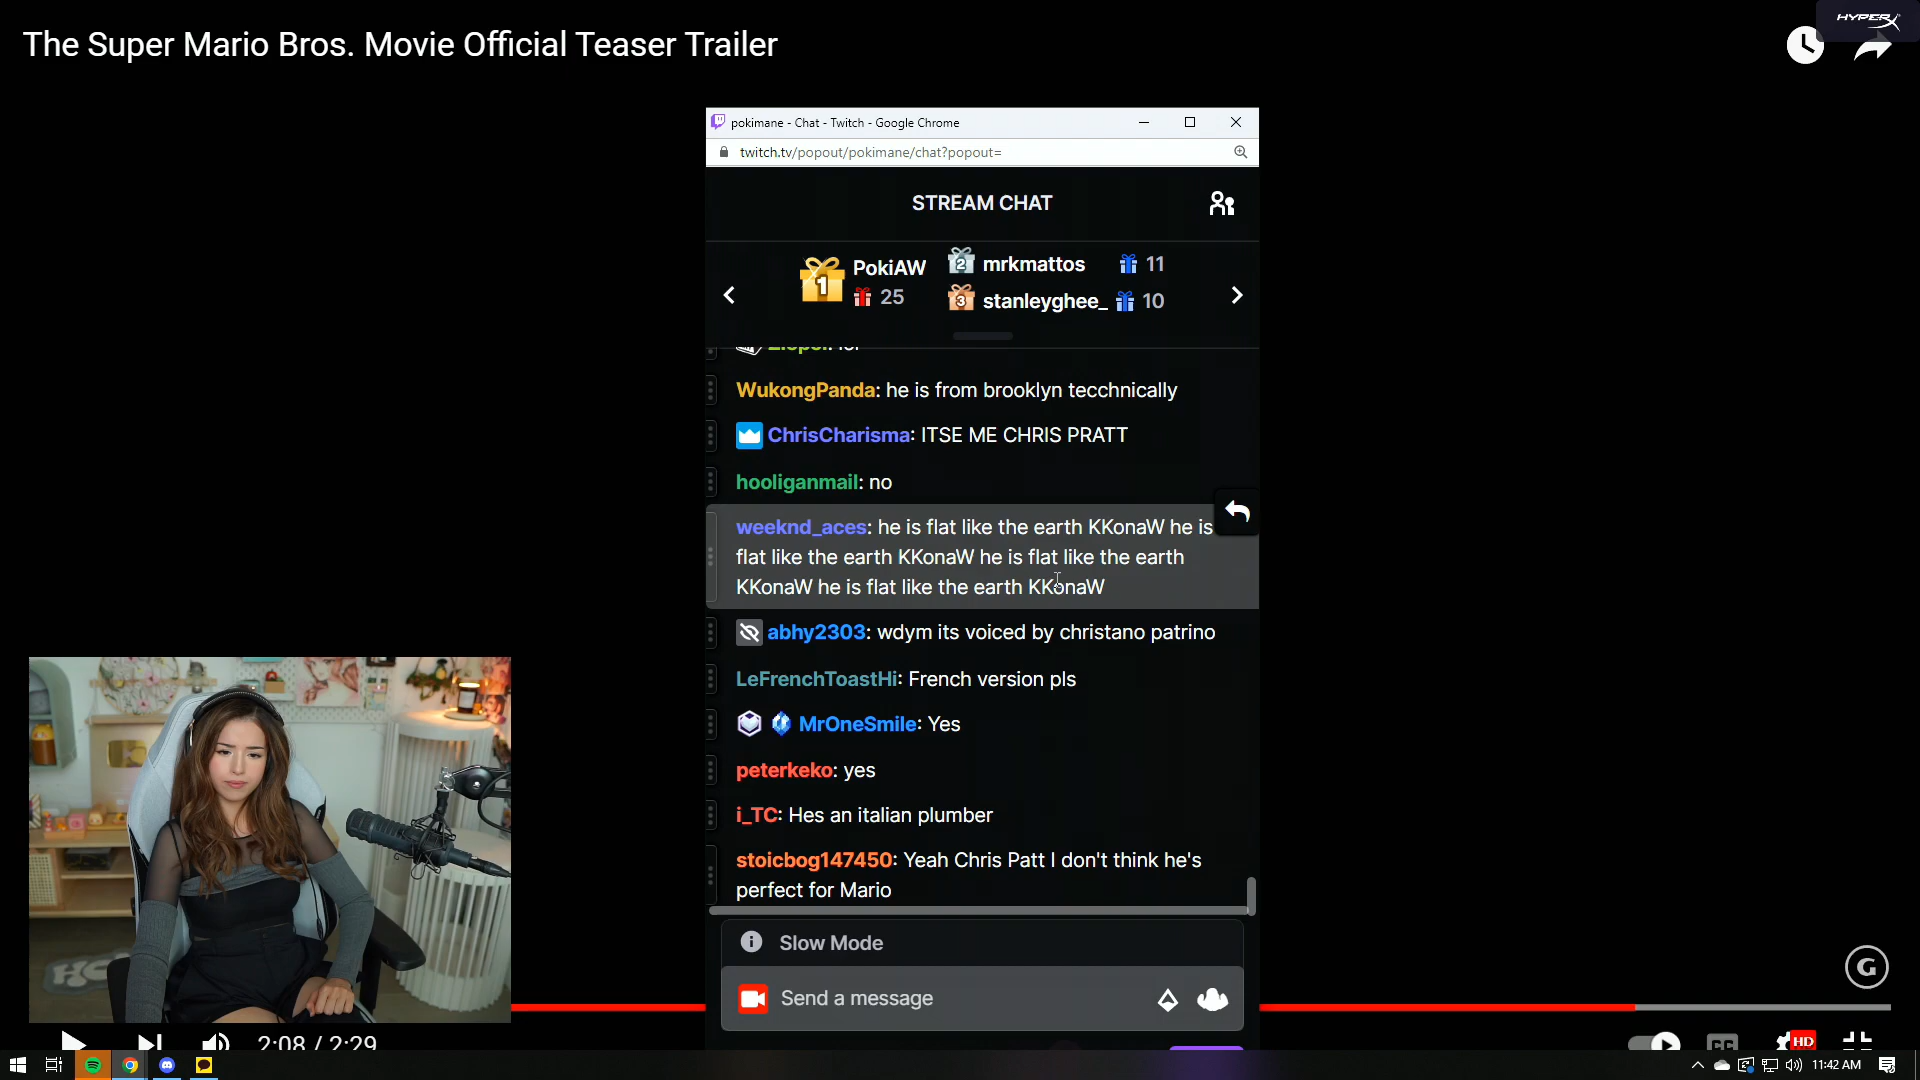 The Super Mario Bros. Movie Official Teaser Trailer
HYPERX
pokimane - Chat - Twitch - Google Chrome
twitch.tv/popout/pokimane/chat?popout=
STREAM CHAT
1 PokiAW
25
2 mrkmattos 11
3 stanleyghee_ 10
WukongPanda: he is from brooklyn tecchnically
ChrisCharisma: ITSE ME CHRIS PRATT
hooliganmail: no
weeknd_aces: he is flat like the earth KKonaW he is
flat like the earth KKonaW he is flat like the earth
KKonaW he is flat like the earth KKonaW
abhy2303: wdym its voiced by christano patrino
LeFrenchToastHi: French version pls
MrOneSmile: Yes
peterkeko: yes
i_TC: Hes an italian plumber
stoicbog147450: Yeah Chris Patt I don't think he's
perfect for Mario
Slow Mode
Send a message
G
2:08 / 2:29
CC
HD
11:42 AM